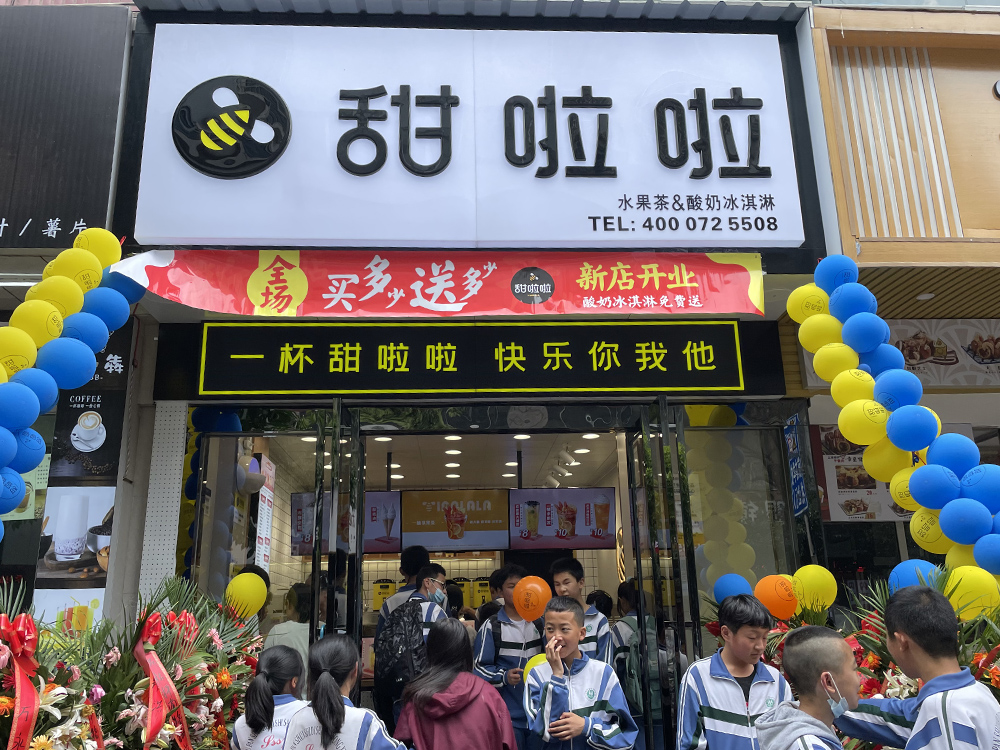 甜啦啦
水果茶&酸奶冰淇淋
TEL: 400 072 5508
/ 薯片
全场
买多少送多少
甜啦啦
新店开业
酸奶冰淇淋免费送
一杯甜啦啦 快乐你我他
COFFEE